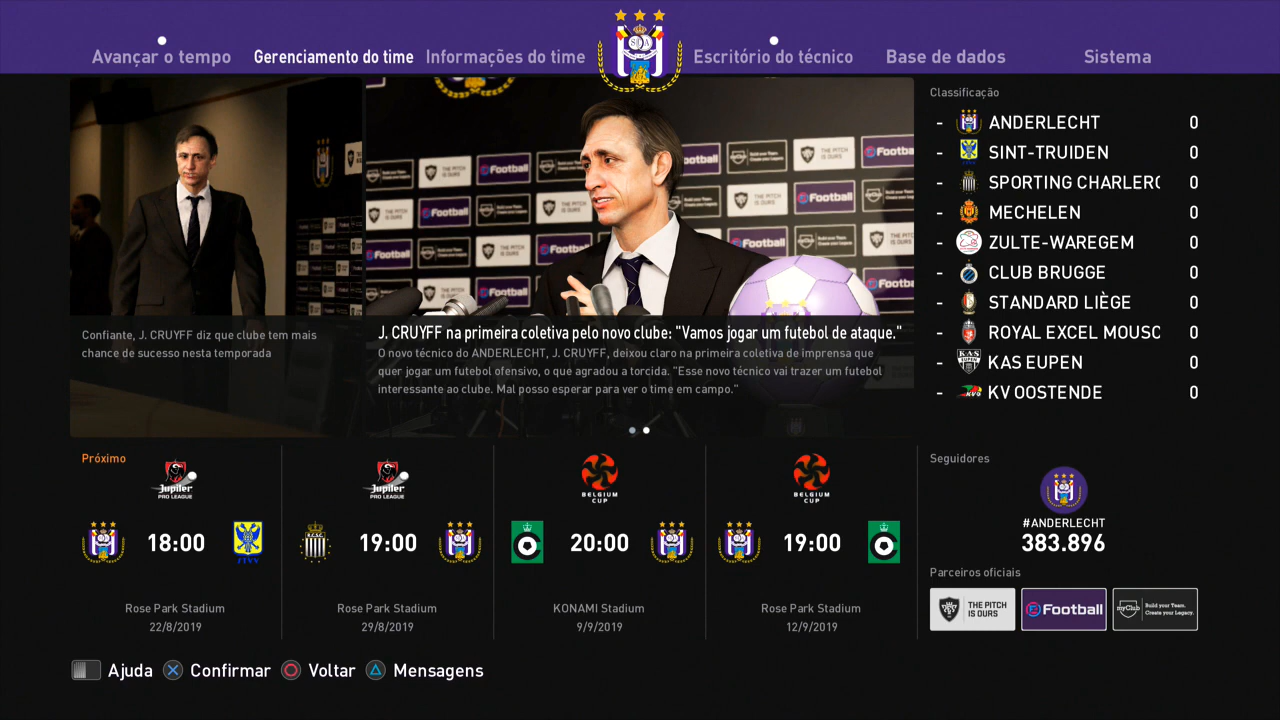 Avançar o tempo
Gerenciamento do time
Informações do time
Escritório do técnico
Base de dados
Sistema
Confiante, J. CRUYFF diz que clube tem mais
chance de sucesso nesta temporada
Football
THE PITCH IS OURS
J. CRUYFF na primeira coletiva pelo novo clube: "Vamos jogar um futebol de ataque."
O novo técnico do ANDERLECHT, J. CRUYFF, deixou claro na primeira coletiva de imprensa que
quer jogar um futebol ofensivo, o que agradou a torcida. "Esse novo técnico vai trazer um futebol
interessante ao clube. Mal posso esperar para ver o time em campo."
Classificação
- ANDERLECHT 0
- SINT-TRUIDEN 0
- SPORTING CHARLERO 0
- MECHELEN 0
- ZULTE-WAREGEM 0
- CLUB BRUGGE 0
- STANDARD LIÈGE 0
- ROYAL EXCEL MOUSC 0
- KAS EUPEN 0
- KV OOSTENDE 0
Próximo
Jupiler
PRO LEAGUE
18:00
STVV
Rose Park Stadium
22/8/2019
Jupiler
PRO LEAGUE
19:00
Rose Park Stadium
29/8/2019
BELGIUM
CUP
20:00
KONAMI Stadium
9/9/2019
BELGIUM
CUP
19:00
Rose Park Stadium
12/9/2019
Seguidores
#ANDERLECHT
383.896
Parceiros oficiais
THE PITCH
IS OURS
eFootball
myClub
Build your Team.
Create your Legacy.
Ajuda
Confirmar
Voltar
Mensagens